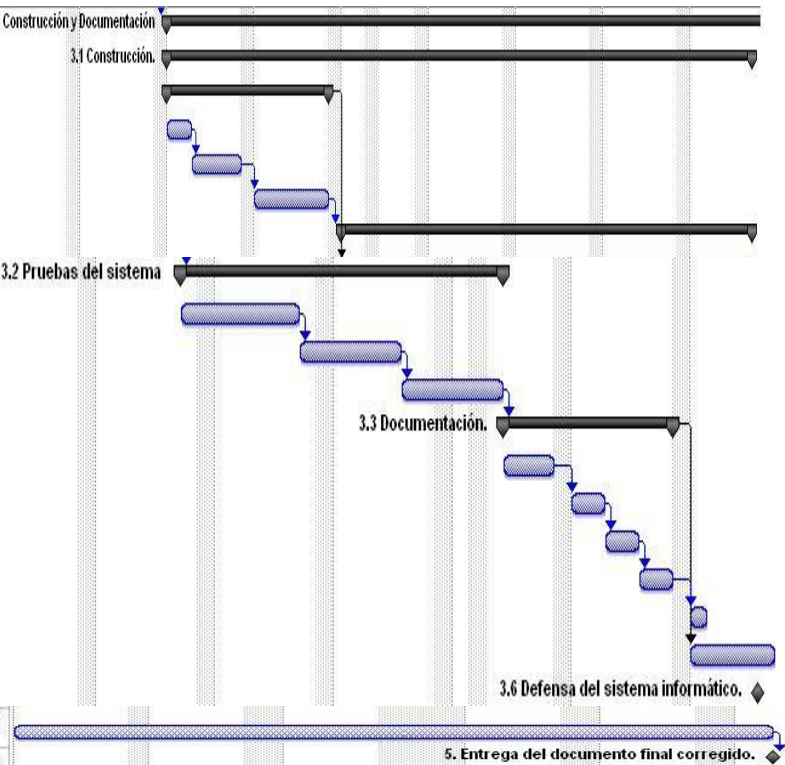 Construcción y Documentación
3.1 Construcción.
3.2 Pruebas del sistema
3.3 Documentación.
3.6 Defensa del sistema informático.
5. Entrega del documento final corregido.